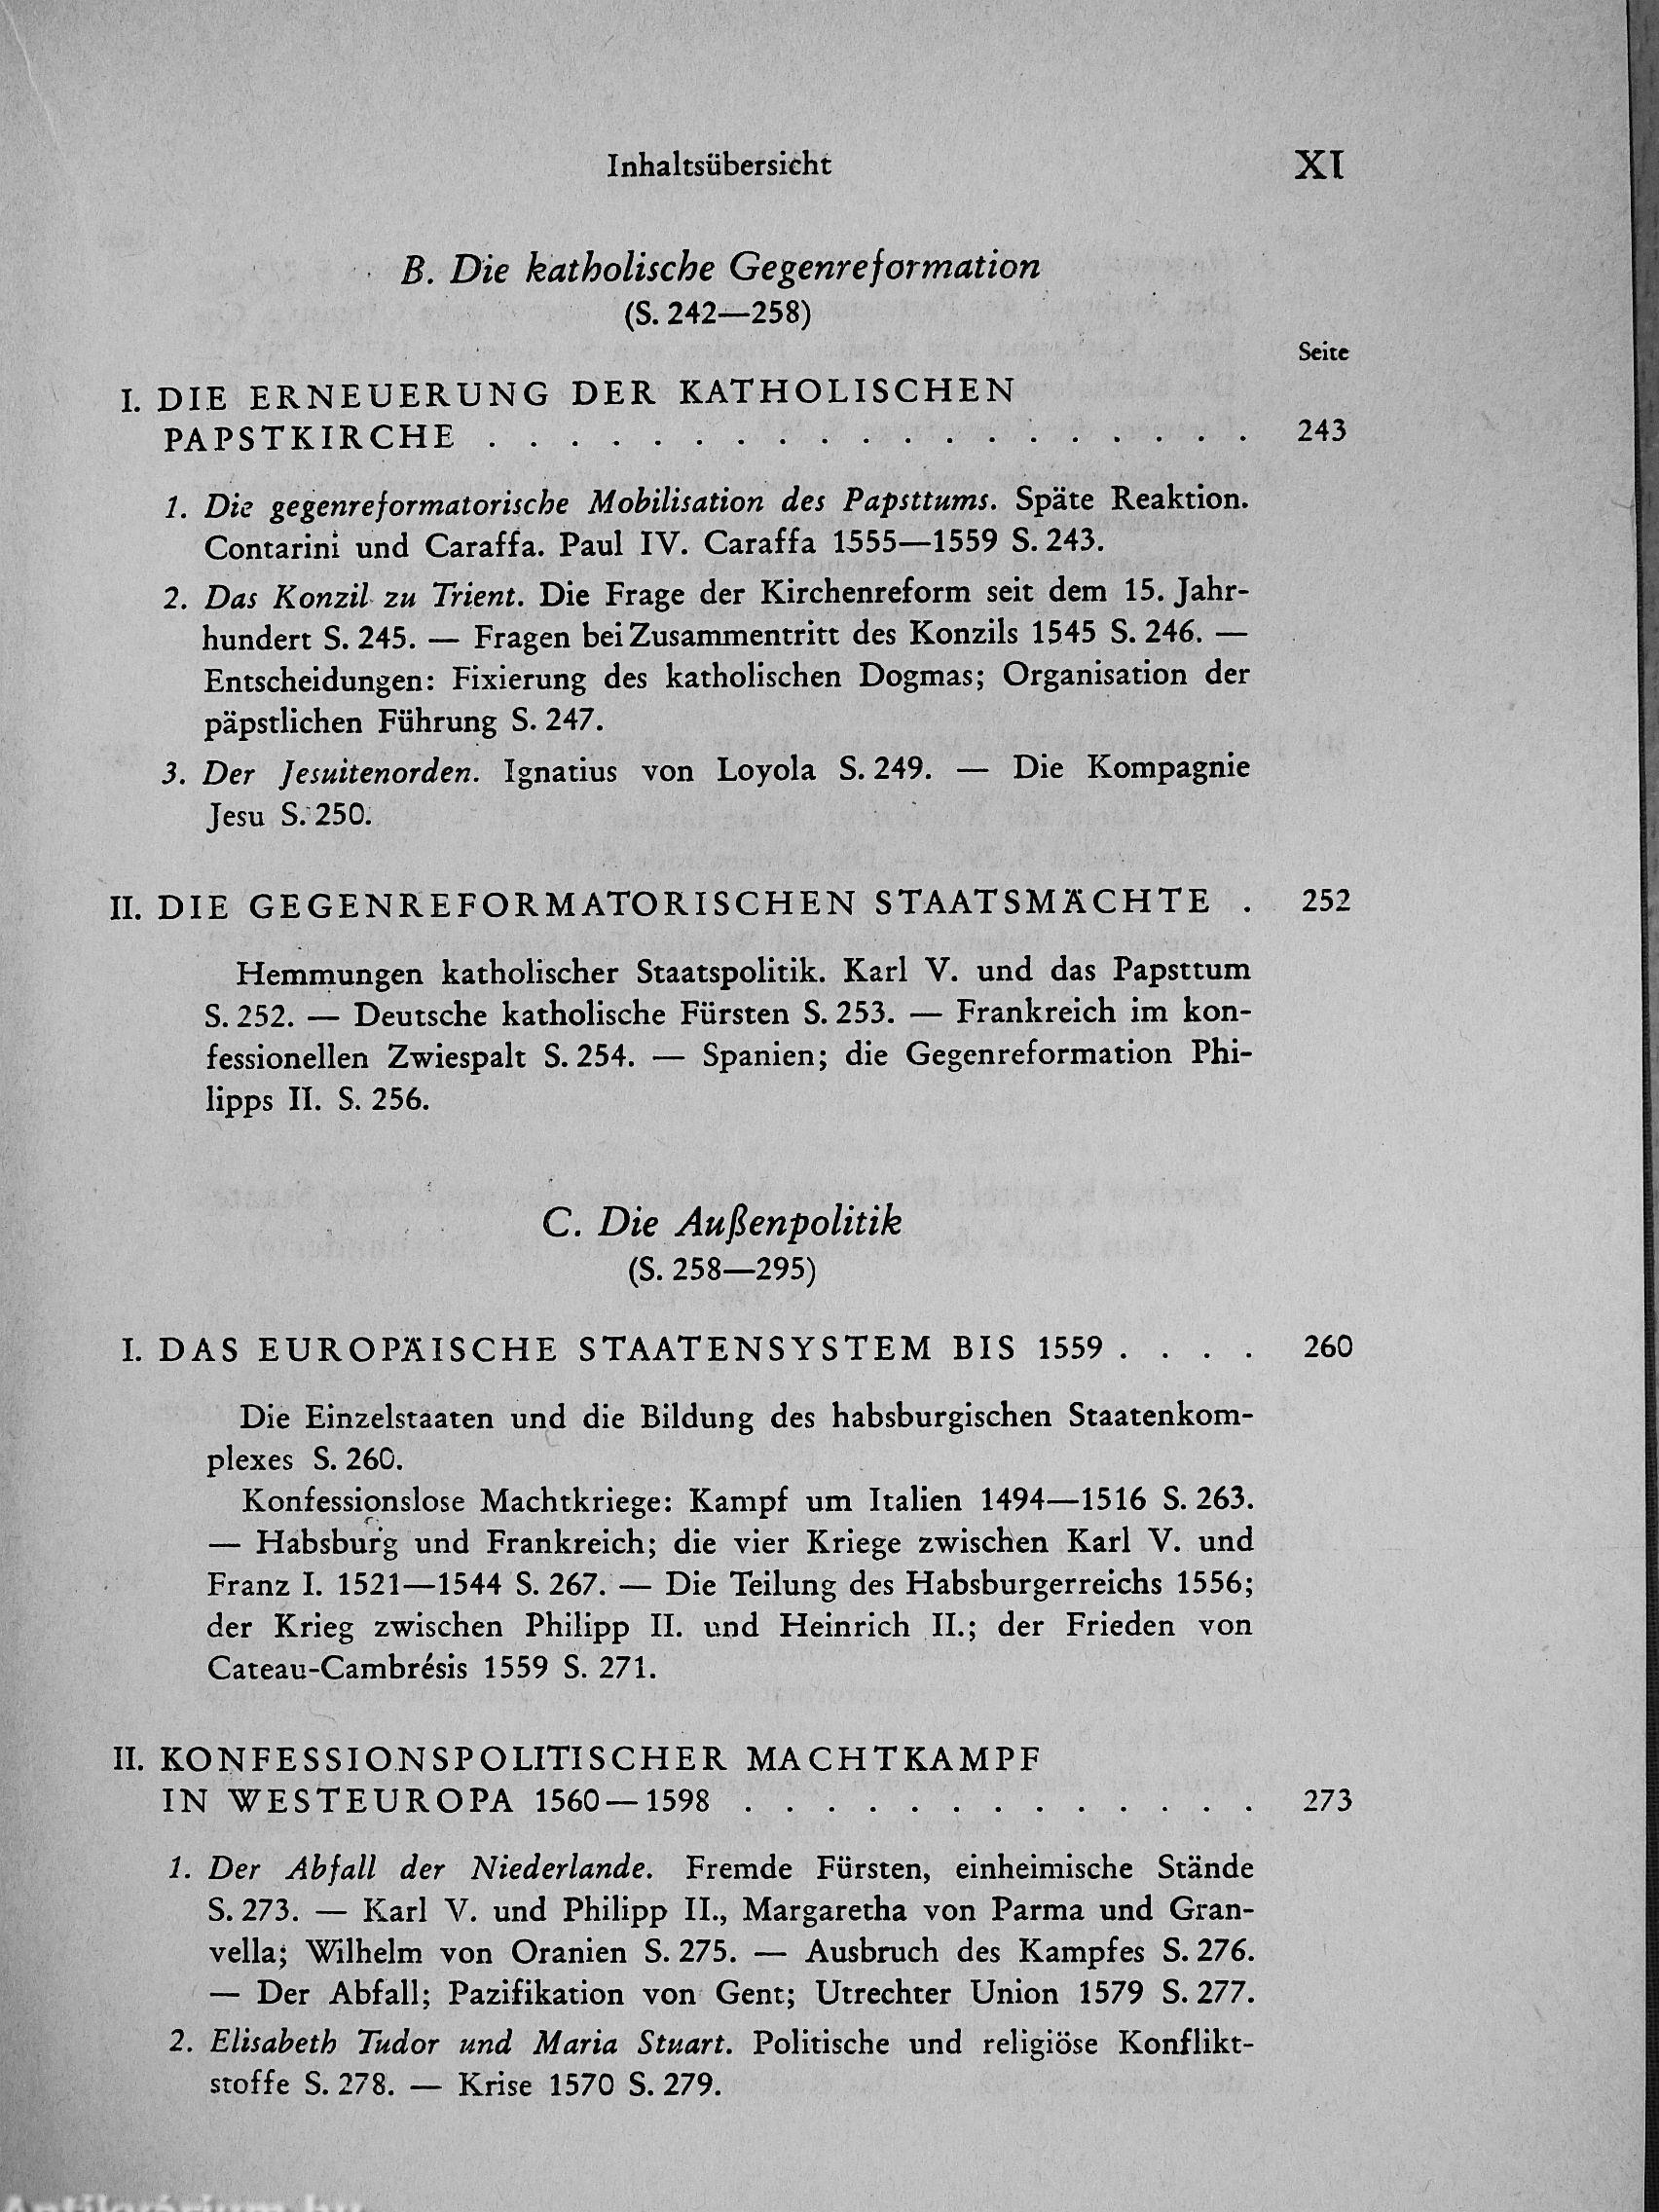 Inhaltsübersicht XI
B. Die katholische Gegenreformation
(S. 242—258)
Seite
I. DIE ERNEUERUNG DER KATHOLISCHEN
PAPSTKIRCHE . . . . . . . . . . . . . . . . . . . 243
1. Die gegenreformatorische Mobilisation des Papsttums. Späte Reaktion.
Contarini und Caraffa. Paul IV. Caraffa 1555—1559 S. 243.
2. Das Konzil zu Trient. Die Frage der Kirchenreform seit dem 15. Jahr-
hundert S. 245. — Fragen bei Zusammentritt des Konzils 1545 S. 246. —
Entscheidungen: Fixierung des katholischen Dogmas; Organisation der
päpstlichen Führung S. 247.
3. Der Jesuitenorden. Ignatius von Loyola S. 249. — Die Kompagnie
Jesu S. 250.
II. DIE GEGENREFORMATORISCHEN STAATSMÄCHTE . 252
Hemmungen katholischer Staatspolitik. Karl V. und das Papsttum
S. 252. — Deutsche katholische Fürsten S. 253. — Frankreich im kon-
fessionellen Zwiespalt S. 254. — Spanien; die Gegenreformation Phi-
lipps II. S. 256.
C. Die Außenpolitik
(S. 258—295)
I. DAS EUROPÄISCHE STAATENSYSTEM BIS 1559 . . . . 260
Die Einzelstaaten und die Bildung des habsburgischen Staatenkom-
plexes S. 260.
Konfessionslose Machtkriege: Kampf um Italien 1494—1516 S. 263.
— Habsburg und Frankreich; die vier Kriege zwischen Karl V. und
Franz I. 1521—1544 S. 267. — Die Teilung des Habsburgerreichs 1556;
der Krieg zwischen Philipp II. und Heinrich II.; der Frieden von
Cateau-Cambrésis 1559 S. 271.
II. KONFESSIONSPOLITISCHER MACHTKAMPF
IN WESTEUROPA 1560—1598 . . . . . . . . . . . . . 273
1. Der Abfall der Niederlande. Fremde Fürsten, einheimische Stände
S. 273. — Karl V. und Philipp II., Margaretha von Parma und Gran-
vella; Wilhelm von Oranien S. 275. — Ausbruch des Kampfes S. 276.
— Der Abfall; Pazifikation von Gent; Utrechter Union 1579 S. 277.
2. Elisabeth Tudor und Maria Stuart. Politische und religiöse Konflikt-
stoffe S. 278. — Krise 1570 S. 279.